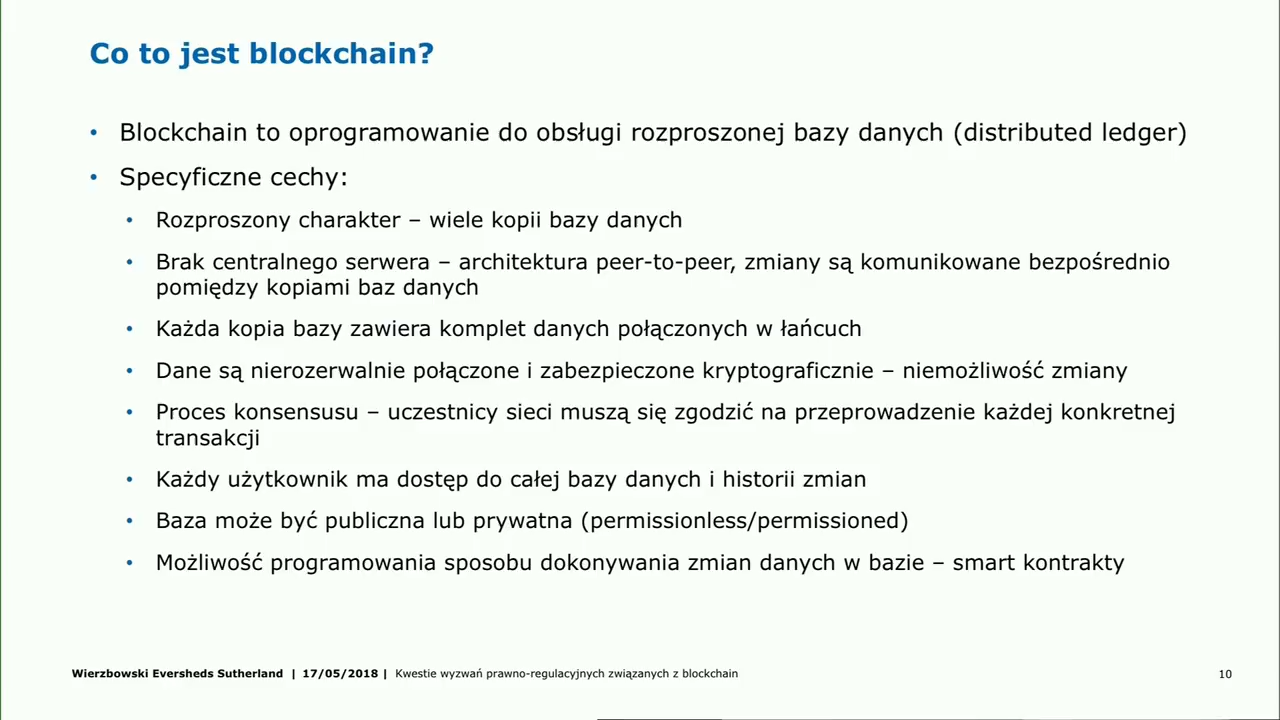 Co to jest blockchain?
• Blockchain to oprogramowanie do obsługi rozproszonej bazy danych (distributed ledger)
• Specyficzne cechy:
• Rozproszony charakter – wiele kopii bazy danych
• Brak centralnego serwera – architektura peer-to-peer, zmiany są komunikowane bezpośrednio
pomiędzy kopiami baz danych
• Każda kopia bazy zawiera komplet danych połączonych w łańcuch
• Dane są nierozerwalnie połączone i zabezpieczone kryptograficznie – niemożliwość zmiany
• Proces konsensusu – uczestnicy sieci muszą się zgodzić na przeprowadzenie każdej konkretnej
transakcji
• Każdy użytkownik ma dostęp do całej bazy danych i historii zmian
• Baza może być publiczna lub prywatna (permissionless/permissioned)
• Możliwość programowania sposobu dokonywania zmian danych w bazie – smart kontrakty
Wierzbowski Eversheds Sutherland | 17/05/2018 | Kwestie wyzwań prawno-regulacyjnych związanych z blockchain 10